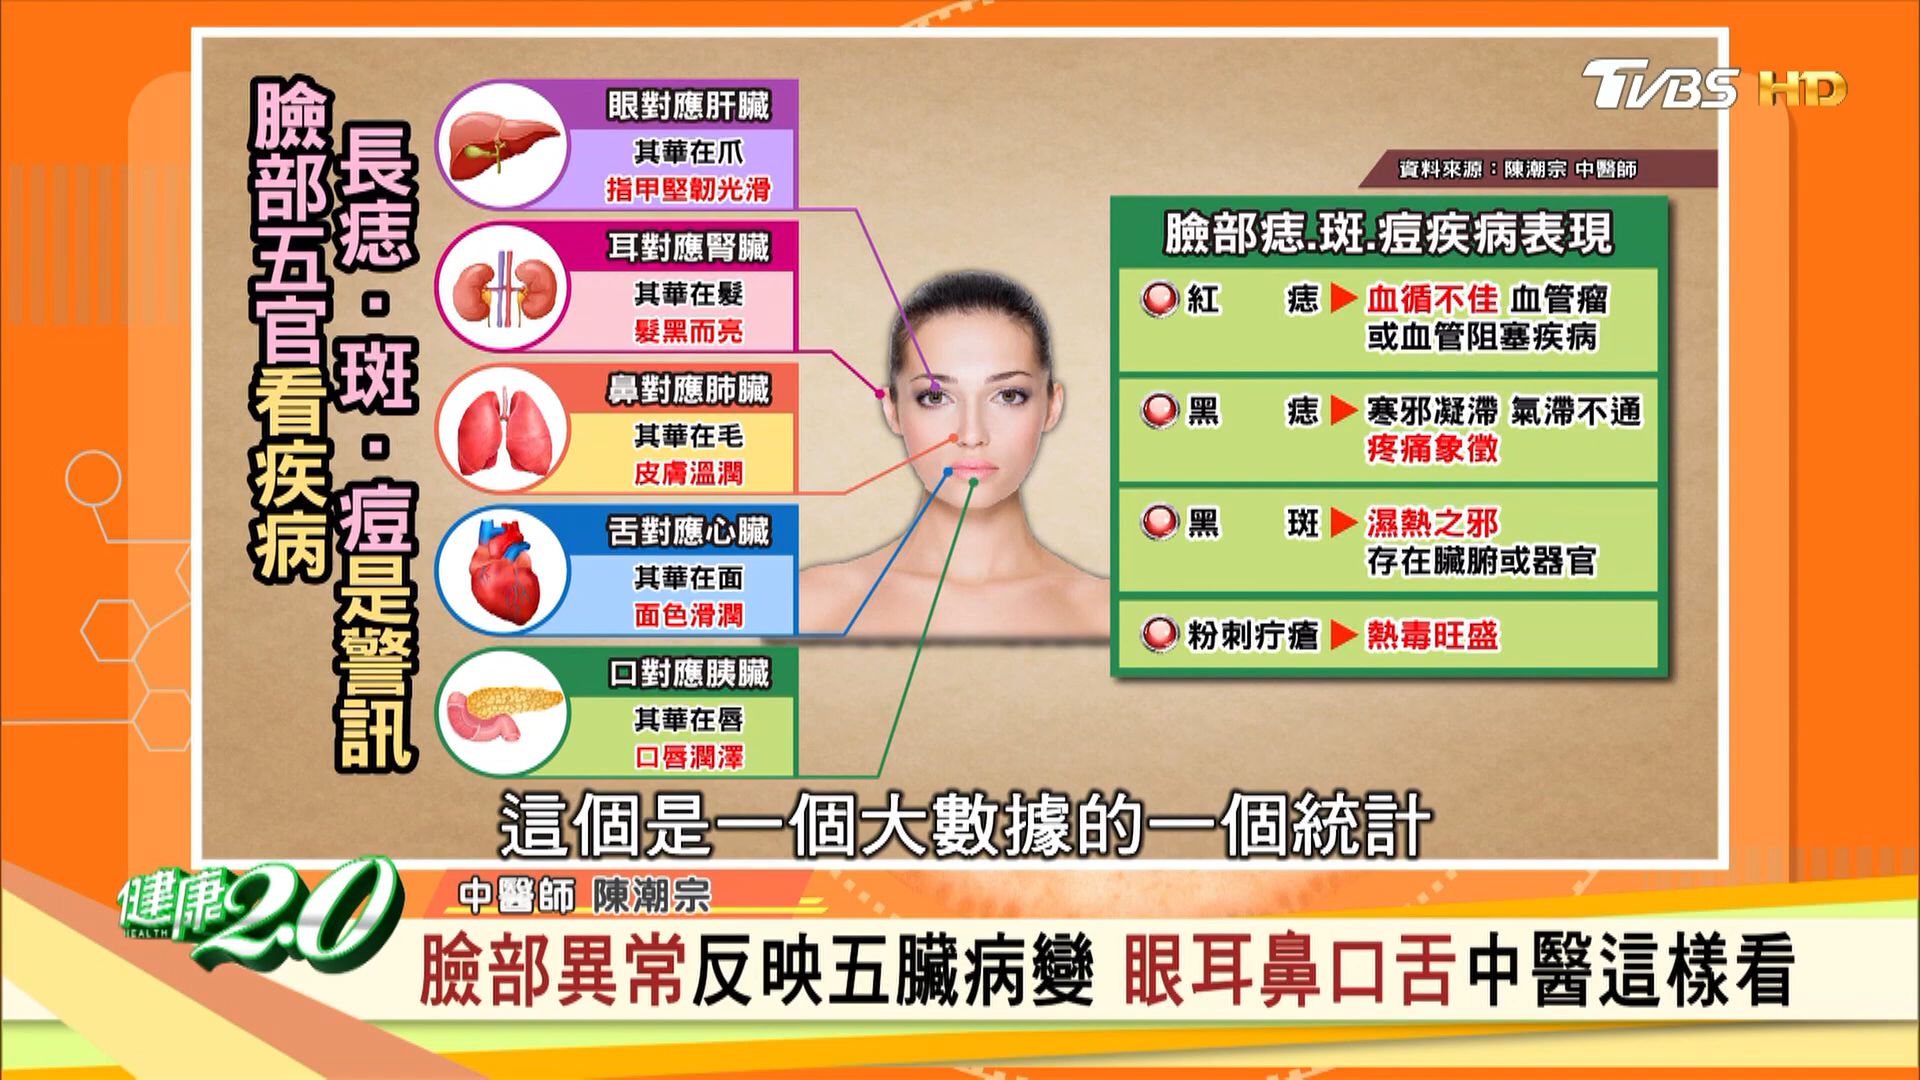 TVBS HD
資料來源：陳潮宗 中醫師
臉部五官看疾病
長痣・斑・痘是警訊
眼對應肝臟
其華在爪
指甲堅韌光滑
耳對應腎臟
其華在髮
髮黑而亮
鼻對應肺臟
其華在毛
皮膚溫潤
舌對應心臟
其華在面
面色滑潤
口對應胰臟
其華在唇
口唇潤澤
臉部痣.斑.痘疾病表現
紅 痣 血循不佳 血管瘤
或血管阻塞疾病
黑 痣 寒邪凝滯 氣滯不通
疼痛象徵
黑 斑 濕熱之邪
存在臟腑或器官
粉刺疔瘡 熱毒旺盛
這個是一個大數據的一個統計
健康2.0
HEALTH
中醫師 陳潮宗
臉部異常反映五臟病變 眼耳鼻口舌中醫這樣看